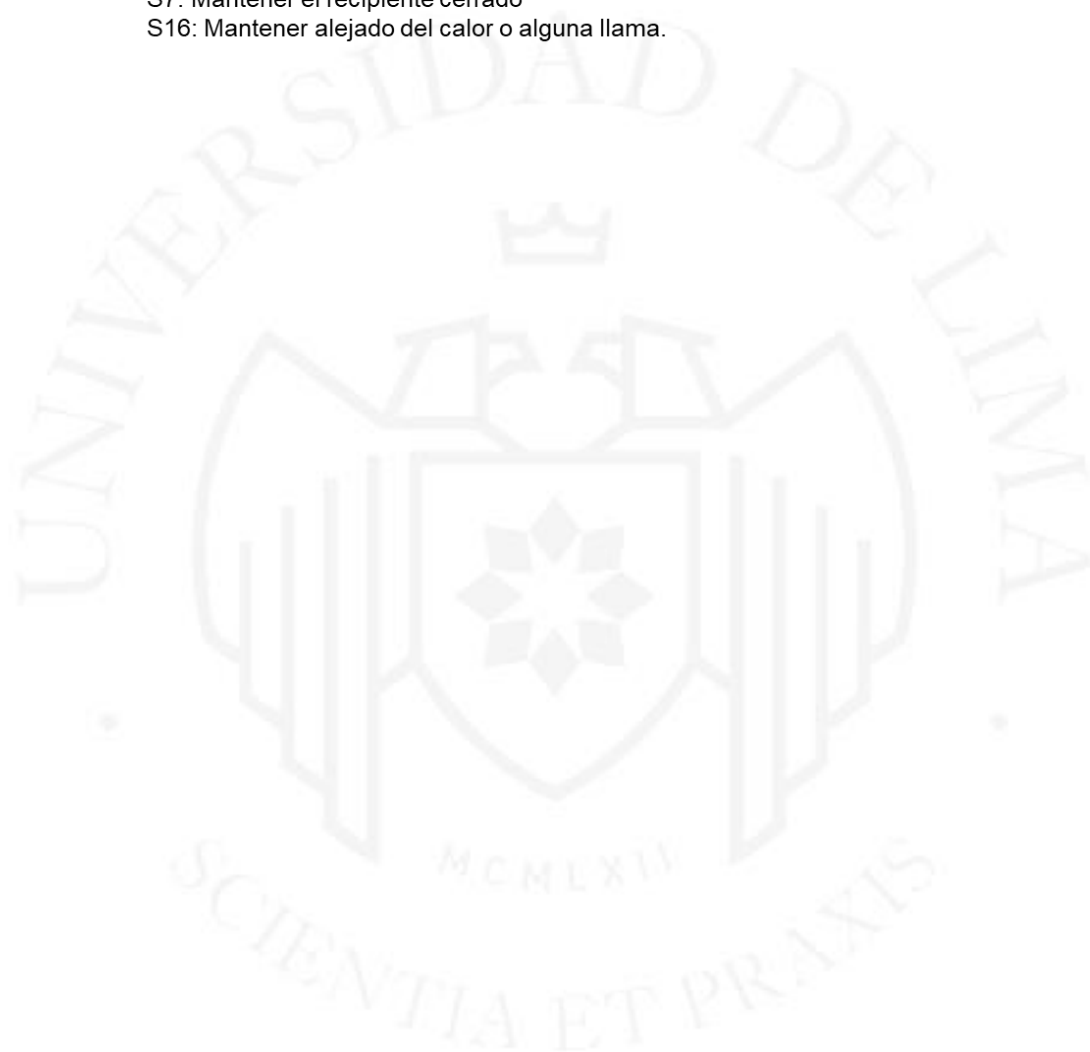 S7: Mantener el recipiente cerrado
S16: Mantener alejado del calor o alguna llama.
UNIVERSIDAD DE LIMA
MCMLXII
SCIENTIA ET PRAXIS